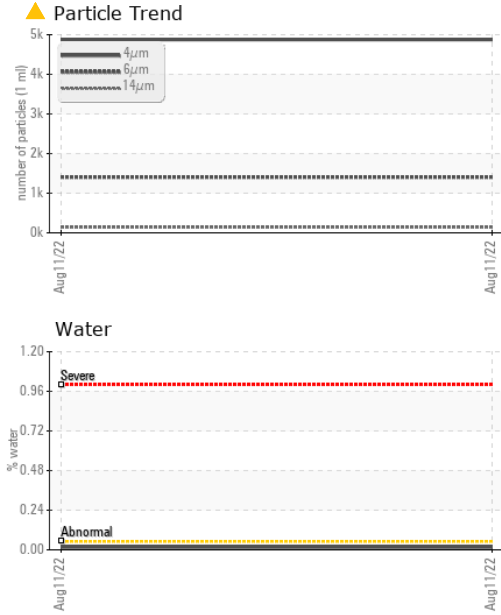 Particle Trend
number of particles (1 ml)
5k
4k
3k
2k
1k
0k
4µm
6µm
14µm
Aug11/22
Aug11/22
Water
% water
1.20
0.96
0.72
0.48
0.24
0.00
Severe
Abnormal
Aug11/22
Aug11/22